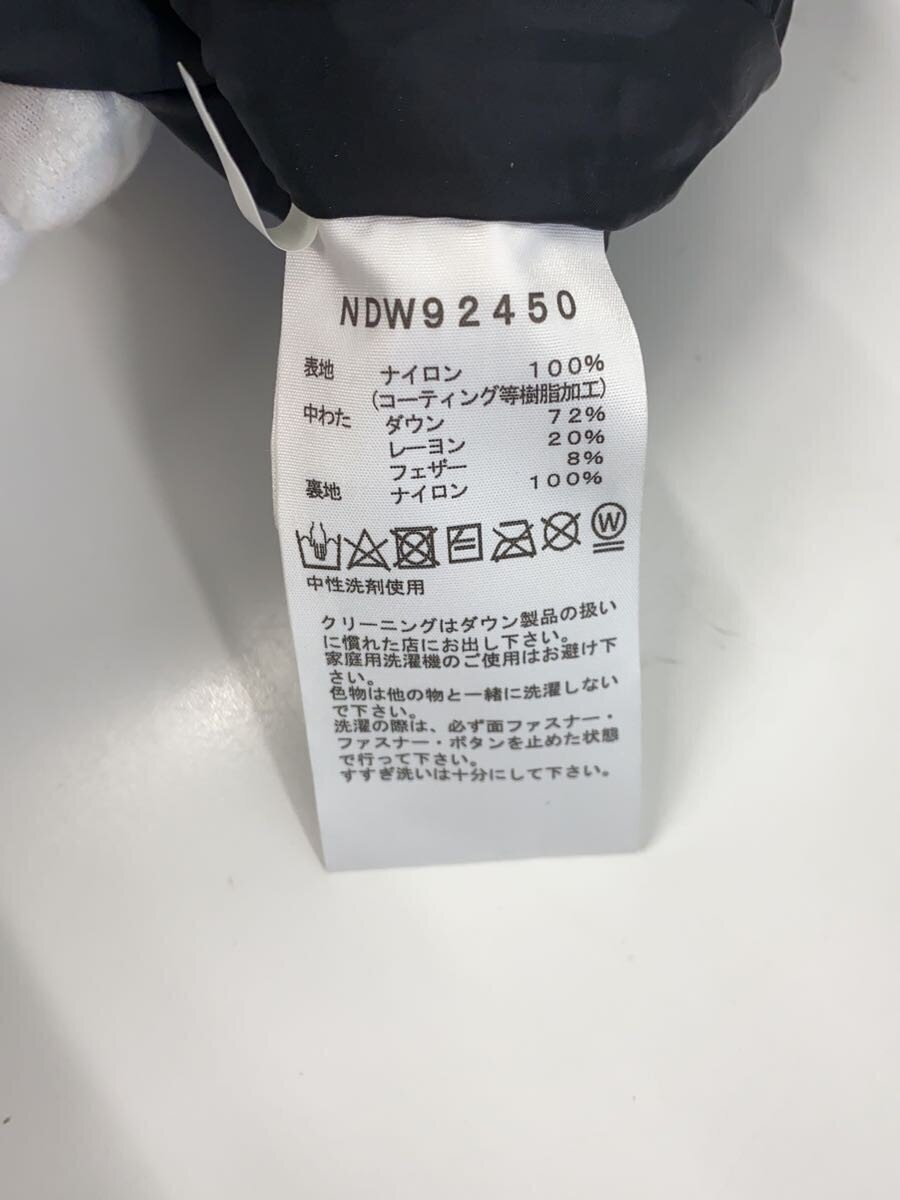 NDW92450
表地 ナイロン 100%
(コーティング等樹脂加工)
中わた ダウン 72%
レーヨン 20%
フェザー 8%
裏地 ナイロン 100%
W
中性洗剤使用
クリーニングはダウン製品の扱い
に慣れた店にお出し下さい。
家庭用洗濯機のご使用はお避け下
さい。
色物は他の物と一緒に洗濯しない
で下さい。
洗濯の際は、必ず面ファスナー・
ファスナー・ボタンを止めた状態
で行って下さい。
すすぎ洗いは十分にして下さい。